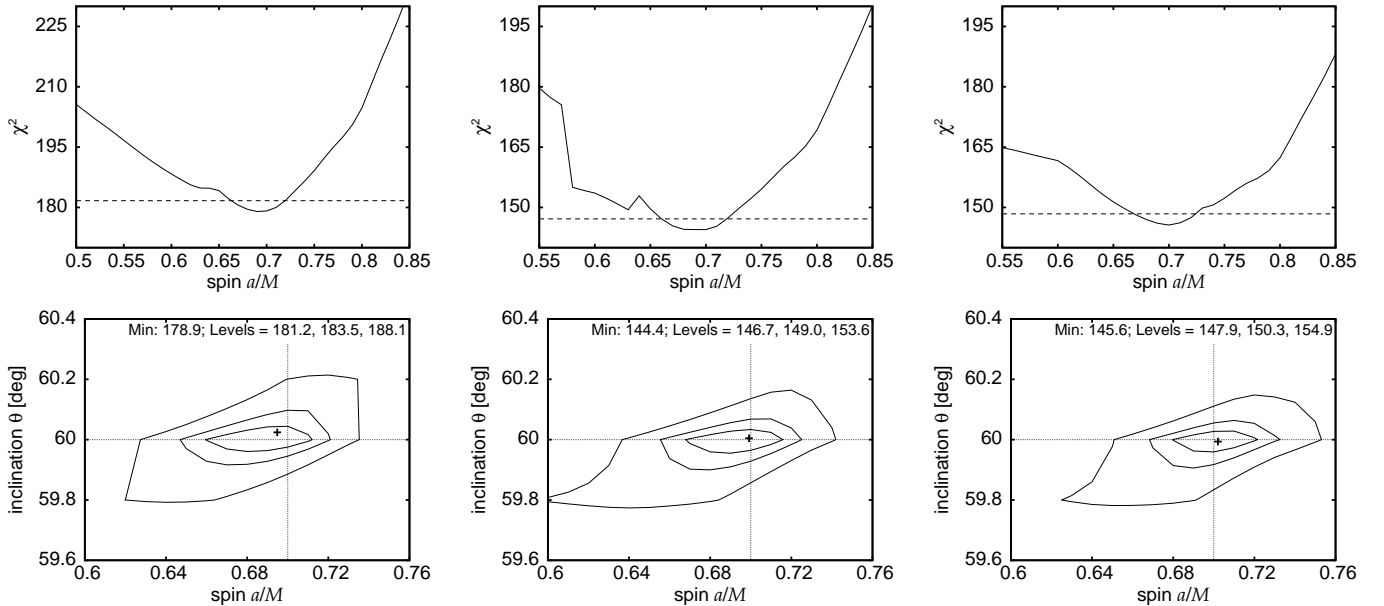 225
210
195
180
χ²
0.5 0.55 0.6 0.65 0.7 0.75 0.8 0.85
spin a/M
195
180
165
150
χ²
0.55 0.6 0.65 0.7 0.75 0.8 0.85
spin a/M
195
180
165
150
χ²
0.55 0.6 0.65 0.7 0.75 0.8 0.85
spin a/M
Min: 178.9; Levels = 181.2, 183.5, 188.1
60.4
60.2
60
59.8
59.6
inclination θ [deg]
0.6 0.64 0.68 0.72 0.76
spin a/M
Min: 144.4; Levels = 146.7, 149.0, 153.6
60.4
60.2
60
59.8
59.6
inclination θ [deg]
0.6 0.64 0.68 0.72 0.76
spin a/M
Min: 145.6; Levels = 147.9, 150.3, 154.9
60.4
60.2
60
59.8
59.6
inclination θ [deg]
0.6 0.64 0.68 0.72 0.76
spin a/M